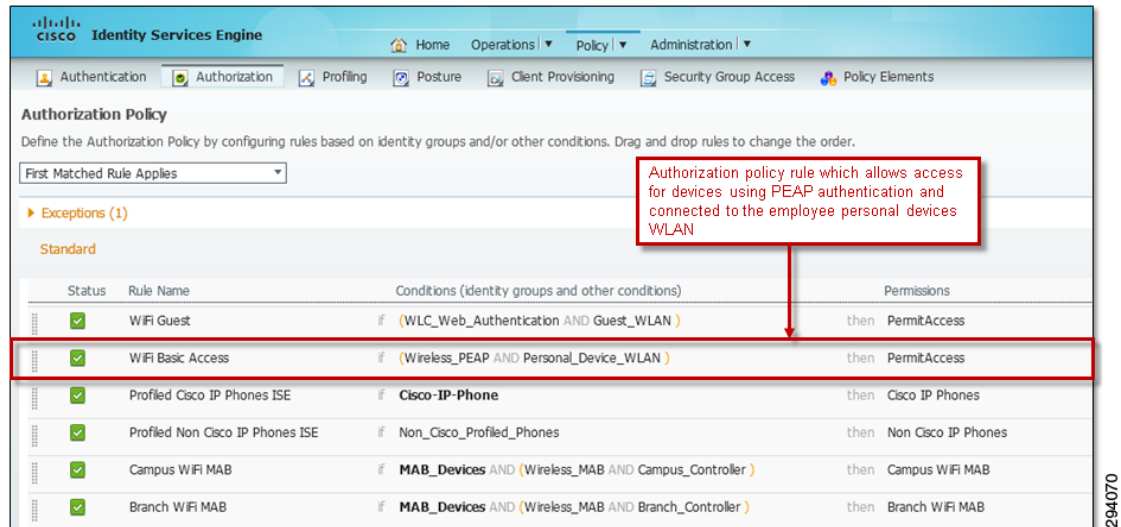 cisco Identity Services Engine
Home Operations ▼ Policy ▼ Administration ▼
Authentication Authorization Profiling Posture Client Provisioning Security Group Access Policy Elements
Authorization Policy
Define the Authorization Policy by configuring rules based on identity groups and/or other conditions. Drag and drop rules to change the order.
First Matched Rule Applies ▼
Authorization policy rule which allows access
for devices using PEAP authentication and
connected to the employee personal devices
WLAN
Exceptions (1)
Standard
Status Rule Name Conditions (identity groups and other conditions) Permissions
WiFi Guest if (WLC_Web_Authentication AND Guest_WLAN ) then PermitAccess
WiFi Basic Access if (Wireless_PEAP AND Personal_Device_WLAN ) then PermitAccess
Profiled Cisco IP Phones ISE if Cisco-IP-Phone then Cisco IP Phones
Profiled Non Cisco IP Phones ISE if Non_Cisco_Profiled_Phones then Non Cisco IP Phones
Campus WiFi MAB if MAB_Devices AND (Wireless_MAB AND Campus_Controller ) then Campus WiFi MAB
Branch WiFi MAB if MAB_Devices AND (Wireless_MAB AND Branch_Controller ) then Branch WiFi MAB
294070